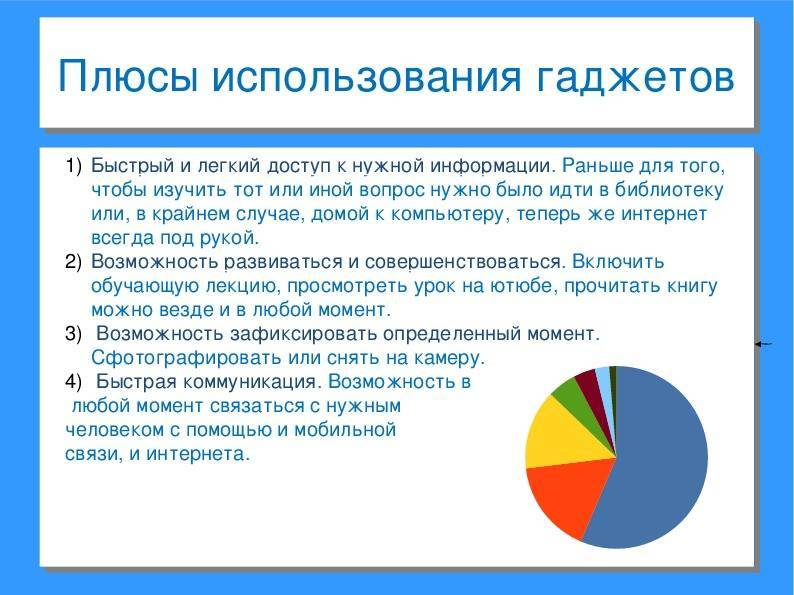 Плюсы использования гаджетов
1) Быстрый и легкий доступ к нужной информации. Раньше для того,
чтобы изучить тот или иной вопрос нужно было идти в библиотеку
или, в крайнем случае, домой к компьютеру, теперь же интернет
всегда под рукой.
2) Возможность развиваться и совершенствоваться. Включить
обучающую лекцию, просмотреть урок на ютюбе, прочитать книгу
можно везде и в любой момент.
3) Возможность зафиксировать определенный момент.
Сфотографировать или снять на камеру.
4) Быстрая коммуникация. Возможность в
любой момент связаться с нужным
человеком с помощью и мобильной
связи, и интернета.